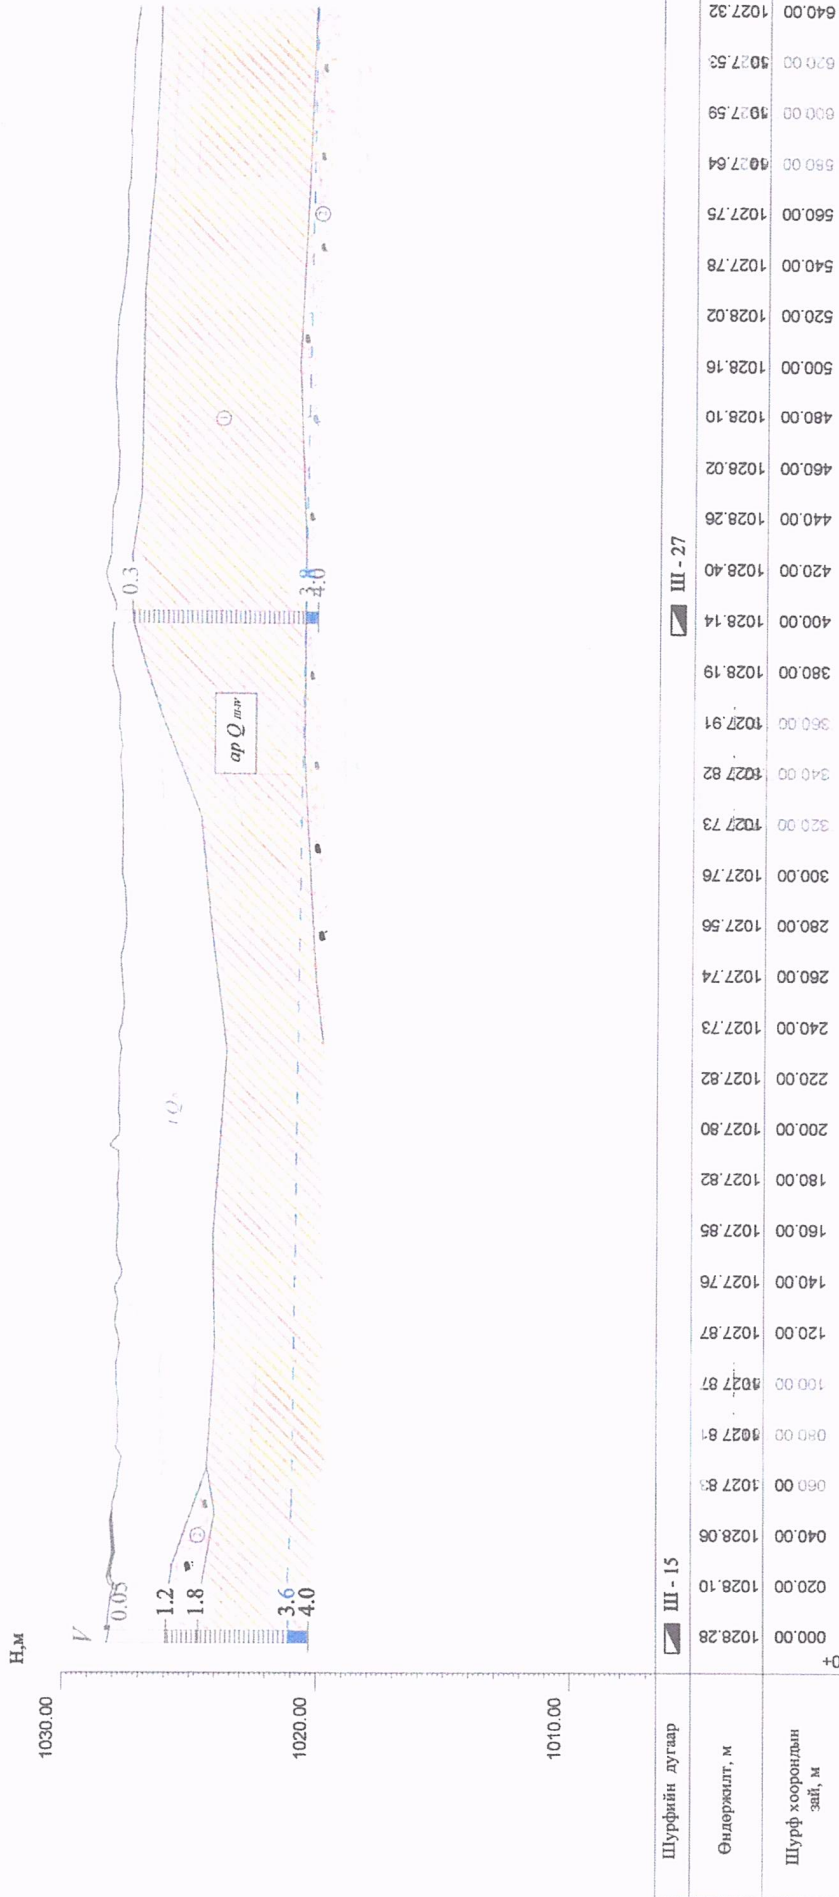 Н,м
1030.00
1020.00
1010.00
V
0.05
1.2
1.8
3.6
4.0
2
ap Q III-IV
0.3
3.8
4.0
1
2
Шурфийн дугаар
Ш - 15
Ш - 27
Өндөржилт, м
1028.28 1028.10 1028.06 1027.83 1027.81 1027.87 1027.87 1027.76 1027.85 1027.82 1027.80 1027.82 1027.73 1027.74 1027.56 1027.76 1027.73 1027.82 1027.91 1028.19 1028.14 1028.40 1028.26 1028.02 1028.10 1028.16 1028.02 1027.78 1027.75 1027.64 1027.59 1027.53 1027.32
Шурф хоорондын
зай, м
000.00 020.00 040.00 060.00 080.00 100.00 120.00 140.00 160.00 180.00 200.00 220.00 240.00 260.00 280.00 300.00 320.00 340.00 360.00 380.00 400.00 420.00 440.00 460.00 480.00 500.00 520.00 540.00 560.00 580.00 600.00 620.00 640.00